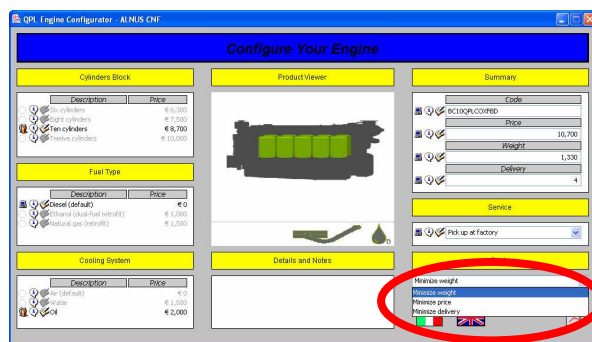 QPL Engine Configurator - ALNUS CNF
Configure Your Engine
Cylinders Block
Description Price
Six cylinders € 6,300
Eight cylinders € 7,500
Ten cylinders € 8,700
Twelve cylinders € 10,000
Fuel Type
Description Price
Diesel (default) € 0
Ethanol (dual-fuel retrofit) € 1,000
Natural gas (retrofit) € 1,500
Cooling System
Description Price
Air (default) € 0
Water € 1,500
Oil € 2,000
Product Viewer
D
Details and Notes
Summary
Code
BC10QPLCOXFBD
Price
10,700
Weight
1,330
Delivery
4
Service
Pick up at factory
Minimize weight
Minimize weight
Minimize price
Minimize delivery